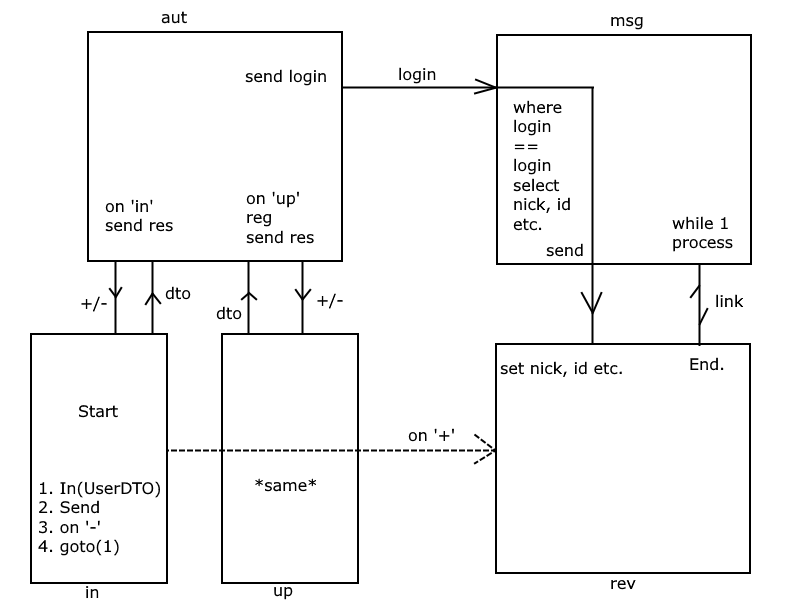 aut
msg
send login
login
where
login
==
login
select
nick, id
etc.
send
while 1
process
on 'in'
send res
on 'up'
reg
send res
+/-
dto
dto
+/-
link
set nick, id etc.
End.
Start
1. In(UserDTO)
2. Send
3. on '-'
4. goto(1)
*same*
on '+'
in
up
rev